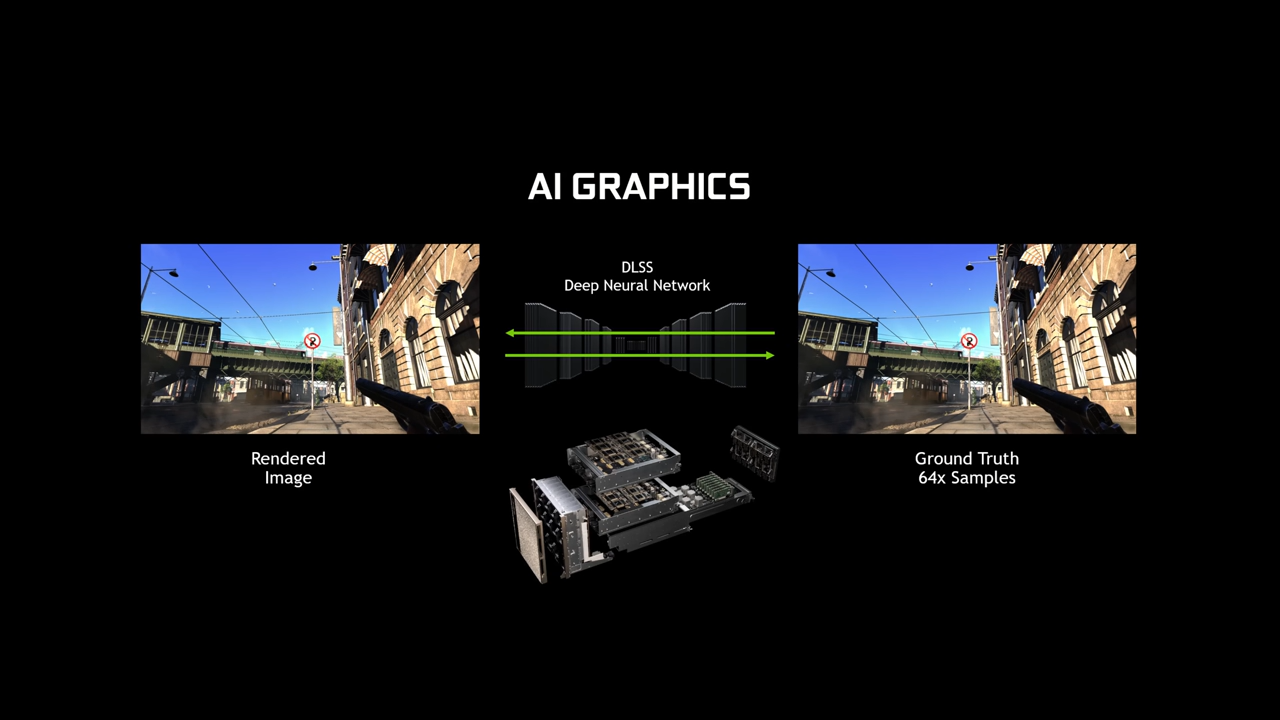 AI GRAPHICS
DLSS
Deep Neural Network
Rendered
Image
Ground Truth
64x Samples